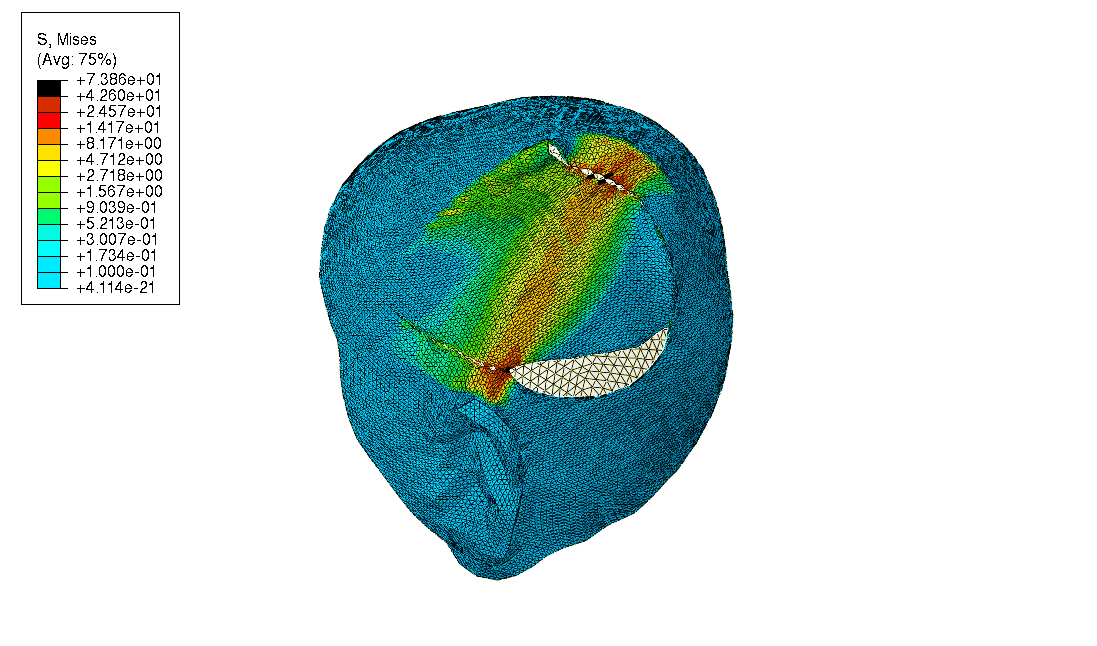 S, Mises
(Avg: 75%)
+7.386e+01
+4.260e+01
+2.457e+01
+1.417e+01
+8.171e+00
+4.712e+00
+2.718e+00
+1.567e+00
+9.039e-01
+5.213e-01
+3.007e-01
+1.734e-01
+1.000e-01
+4.114e-21